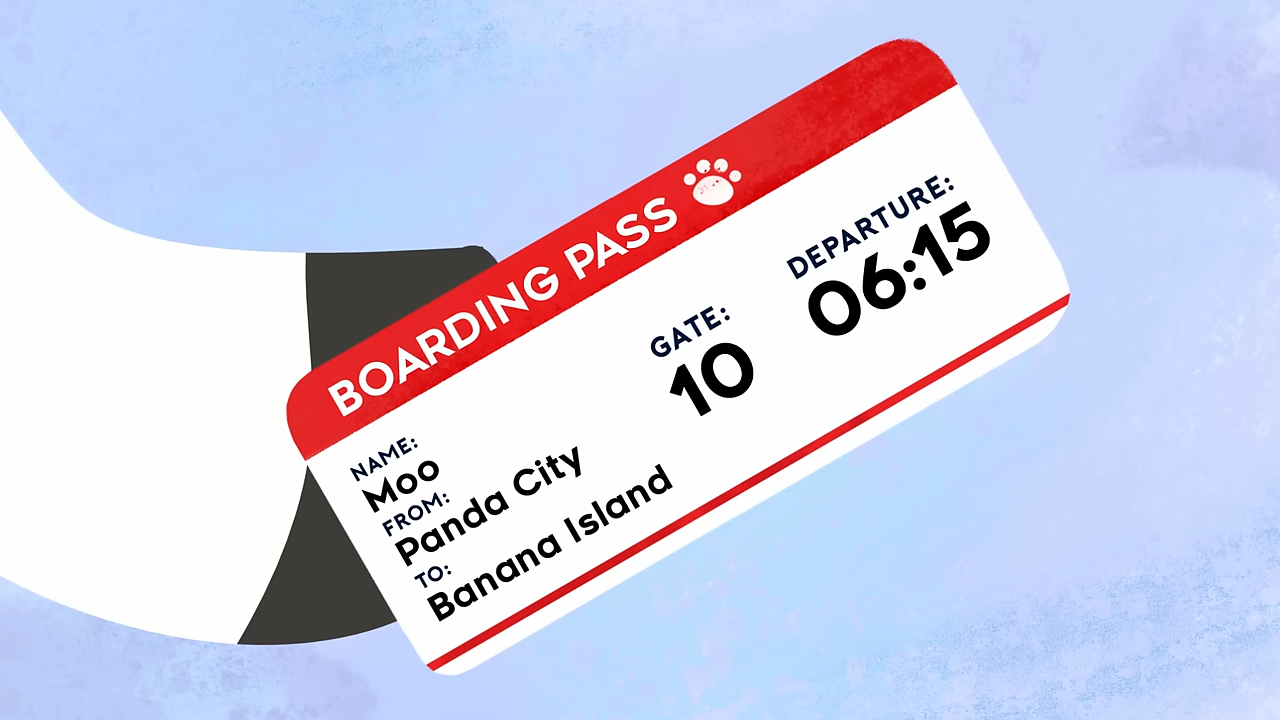 BOARDING PASS
NAME:
Moo
FROM:
Panda City
TO:
Banana Island
GATE:
10
DEPARTURE:
06:15